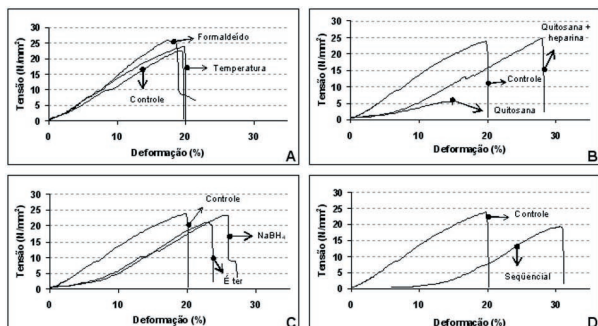 Tensão (N/mm²)
30
25
20
15
10
5
0
Formaldeído
Temperatura
Controle
0
10
20
30
Deformação (%)
A
Tensão (N/mm²)
30
25
20
15
10
5
0
Quitosana +
heparina
Controle
Quitosana
0
10
20
30
Deformação (%)
B
Tensão (N/mm²)
30
25
20
15
10
5
0
Controle
NaBH₄
É ter
0
10
20
30
Deformação (%)
C
Tensão (N/mm²)
30
25
20
15
10
5
0
Controle
Seqüencial
0
10
20
30
Deformação (%)
D